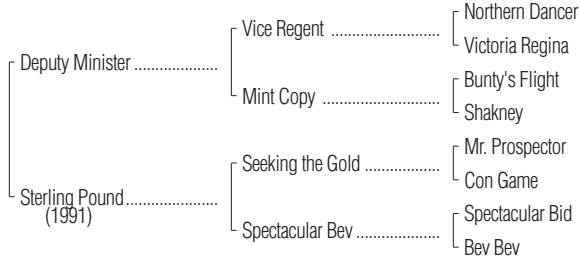 Northern Dancer
Vice Regent ....................
Victoria Regina
Deputy Minister ....................
Bunty's Flight
Mint Copy ......................
Shakney
Mr. Prospector
Seeking the Gold ..............
Con Game
Sterling Pound......................
(1991)
Spectacular Bid
Spectacular Bev ................
Bev Bev